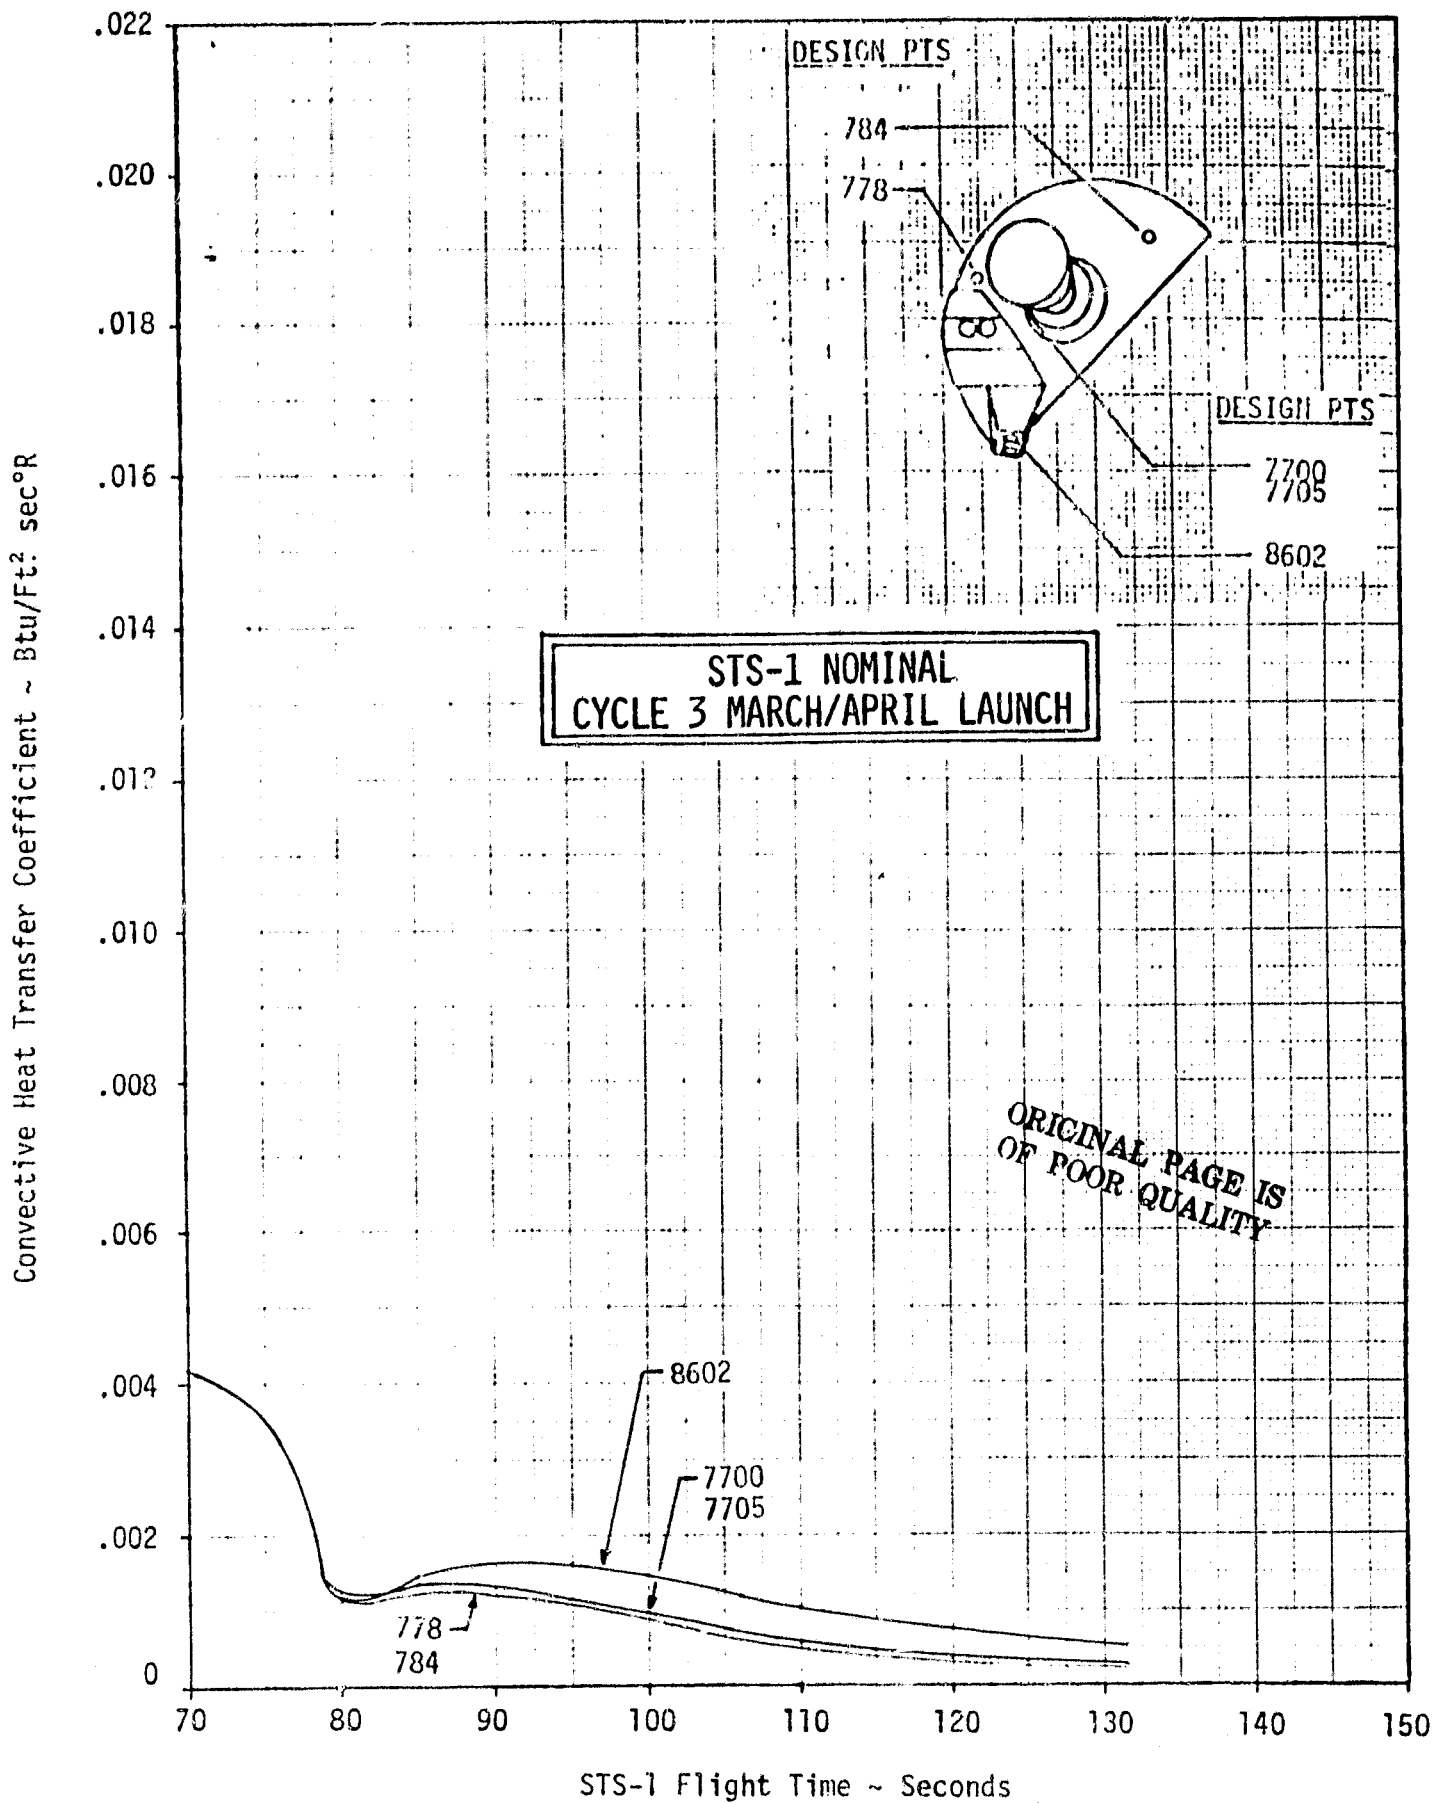 .022
.020
.018
.016
.014
.012
.010
.008
.006
.004
.002
0
Convective Heat Transfer Coefficient ~ Btu/Ft² sec°R
DESIGN PTS
784
778
DESIGN PTS
7700
7705
8602
STS-1 NOMINAL
CYCLE 3 MARCH/APRIL LAUNCH
ORIGINAL PAGE IS
OF POOR QUALITY
8602
7700
7705
778
784
70 80 90 100 110 120 130 140 150
STS-1 Flight Time ~ Seconds